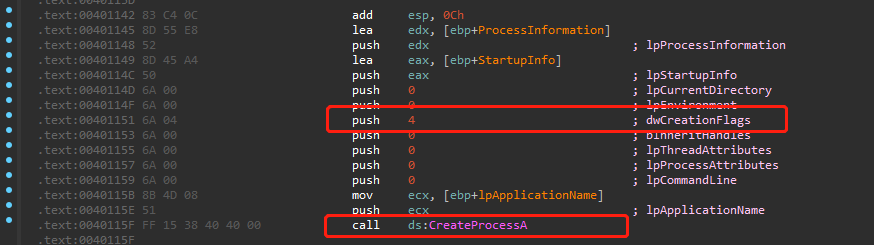 .text:00401142 83 C4 0C add esp, 0Ch
.text:00401145 8D 55 E8 lea edx, [ebp+ProcessInformation]
.text:00401148 52 push edx ; lpProcessInformation
.text:00401149 8D 45 A4 lea eax, [ebp+StartupInfo]
.text:0040114C 50 push eax ; lpStartupInfo
.text:0040114D 6A 00 push 0 ; lpCurrentDirectory
.text:0040114F 6A 00 push 0 ; lpEnvironment
.text:00401151 6A 04 push 4 ; dwCreationFlags
.text:00401153 6A 00 push 0 ; bInheritHandles
.text:00401155 6A 00 push 0 ; lpThreadAttributes
.text:00401157 6A 00 push 0 ; lpProcessAttributes
.text:00401159 6A 00 push 0 ; lpCommandLine
.text:0040115B 8B 4D 08 mov ecx, [ebp+lpApplicationName]
.text:0040115E 51 push ecx ; lpApplicationName
.text:0040115F FF 15 38 40 40 00 call ds:CreateProcessA
.text:0040115F